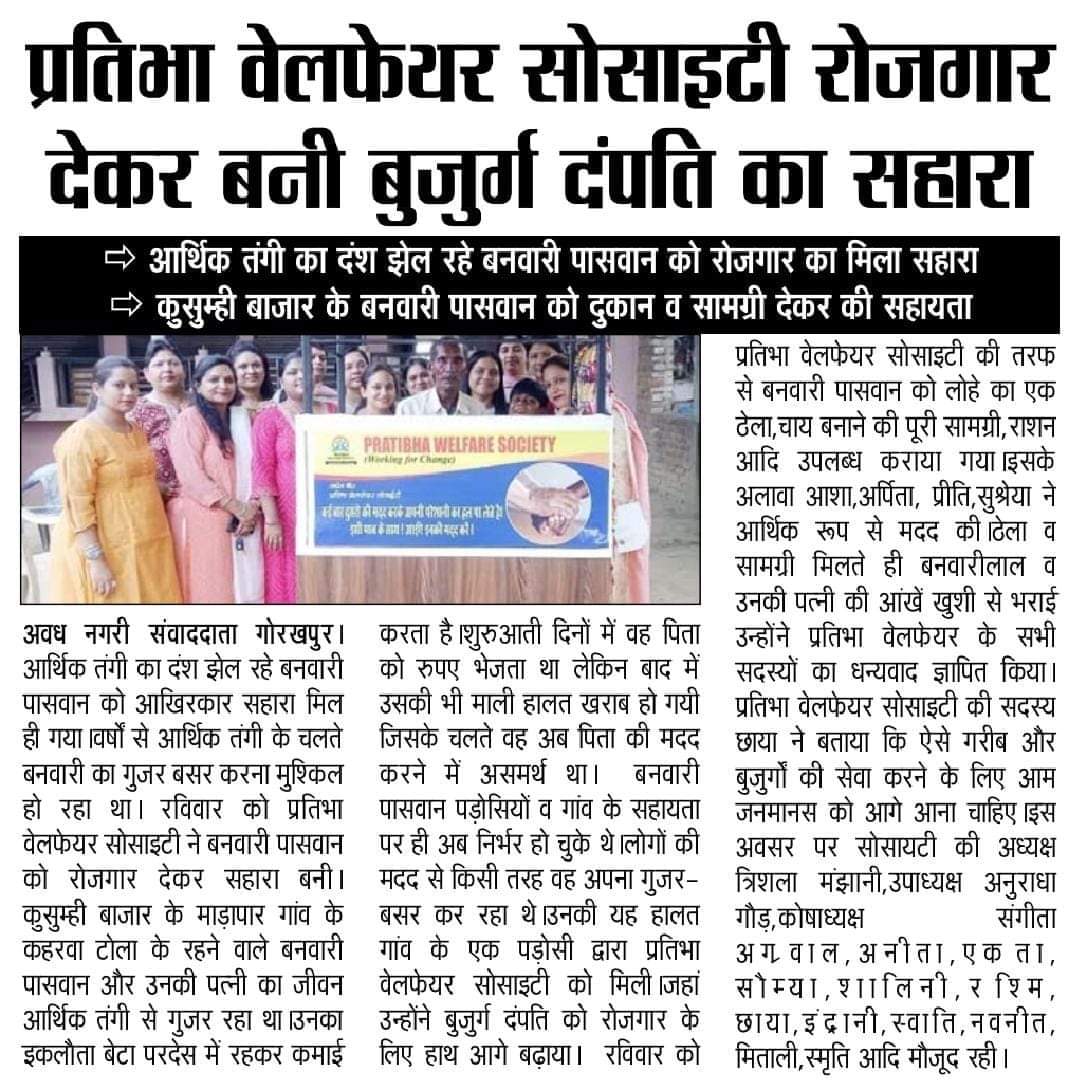 प्रतिभा वेलफेयर सोसाइटी रोजगार
देकर बनी बुजुर्ग दंपति का सहारा
⇨ आर्थिक तंगी का दंश झेल रहे बनवारी पासवान को रोजगार का मिला सहारा
⇨ कुसुम्ही बाजार के बनवारी पासवान को दुकान व सामग्री देकर की सहायता
PRATIBHA WELFARE SOCIETY
(Working for Change)
कई बार दूसरों की मदद करके आपनी परेशानी का हल पा लेते हैं!
अवध नगरी संवाददाता गोरखपुर।
आर्थिक तंगी का दंश झेल रहे बनवारी
पासवान को आखिरकार सहारा मिल
ही गया।वर्षों से आर्थिक तंगी के चलते
बनवारी का गुजर बसर करना मुश्किल
हो रहा था। रविवार को प्रतिभा
वेलफेयर सोसाइटी ने बनवारी पासवान
को रोजगार देकर सहारा बनी।
कुसुम्ही बाजार के माड़ापार गांव के
कहरवा टोला के रहने वाले बनवारी
पासवान और उनकी पत्नी का जीवन
आर्थिक तंगी से गुजर रहा था।उनका
इकलौता बेटा परदेस में रहकर कमाई
करता है।शुरुआती दिनों में वह पिता
को रुपए भेजता था लेकिन बाद में
उसकी भी माली हालत खराब हो गयी
जिसके चलते वह अब पिता की मदद
करने में असमर्थ था। बनवारी
पासवान पड़ोसियों व गांव के सहायता
पर ही अब निर्भर हो चुके थे।लोगों की
मदद से किसी तरह वह अपना गुजर-
बसर कर रहा थे।उनकी यह हालत
गांव के एक पड़ोसी द्वारा प्रतिभा
वेलफेयर सोसाइटी को मिली।जहां
उन्होंने बुजुर्ग दंपति को रोजगार के
लिए हाथ आगे बढ़ाया। रविवार को
प्रतिभा वेलफेयर सोसाइटी की तरफ
से बनवारी पासवान को लोहे का एक
ठेला,चाय बनाने की पूरी सामग्री,राशन
आदि उपलब्ध कराया गया।इसके
अलावा आशा,अर्पिता, प्रीति,सुश्रेया ने
आर्थिक रूप से मदद की।ठेला व
सामग्री मिलते ही बनवारीलाल व
उनकी पत्नी की आंखें खुशी से भराई
उन्होंने प्रतिभा वेलफेयर के सभी
सदस्यों का धन्यवाद ज्ञापित किया।
प्रतिभा वेलफेयर सोसाइटी की सदस्य
छाया ने बताया कि ऐसे गरीब और
बुजुर्गों की सेवा करने के लिए आम
जनमानस को आगे आना चाहिए।इस
अवसर पर सोसायटी की अध्यक्ष
त्रिशला मंझानी,उपाध्यक्ष अनुराधा
गौड़,कोषाध्यक्ष संगीता
अग्रवाल,अनीता,एकता,
सौम्या,शालिनी,रश्मि,
छाया,इंद्रानी,स्वाति,नवनीत,
मिताली,स्मृति आदि मौजूद रही।